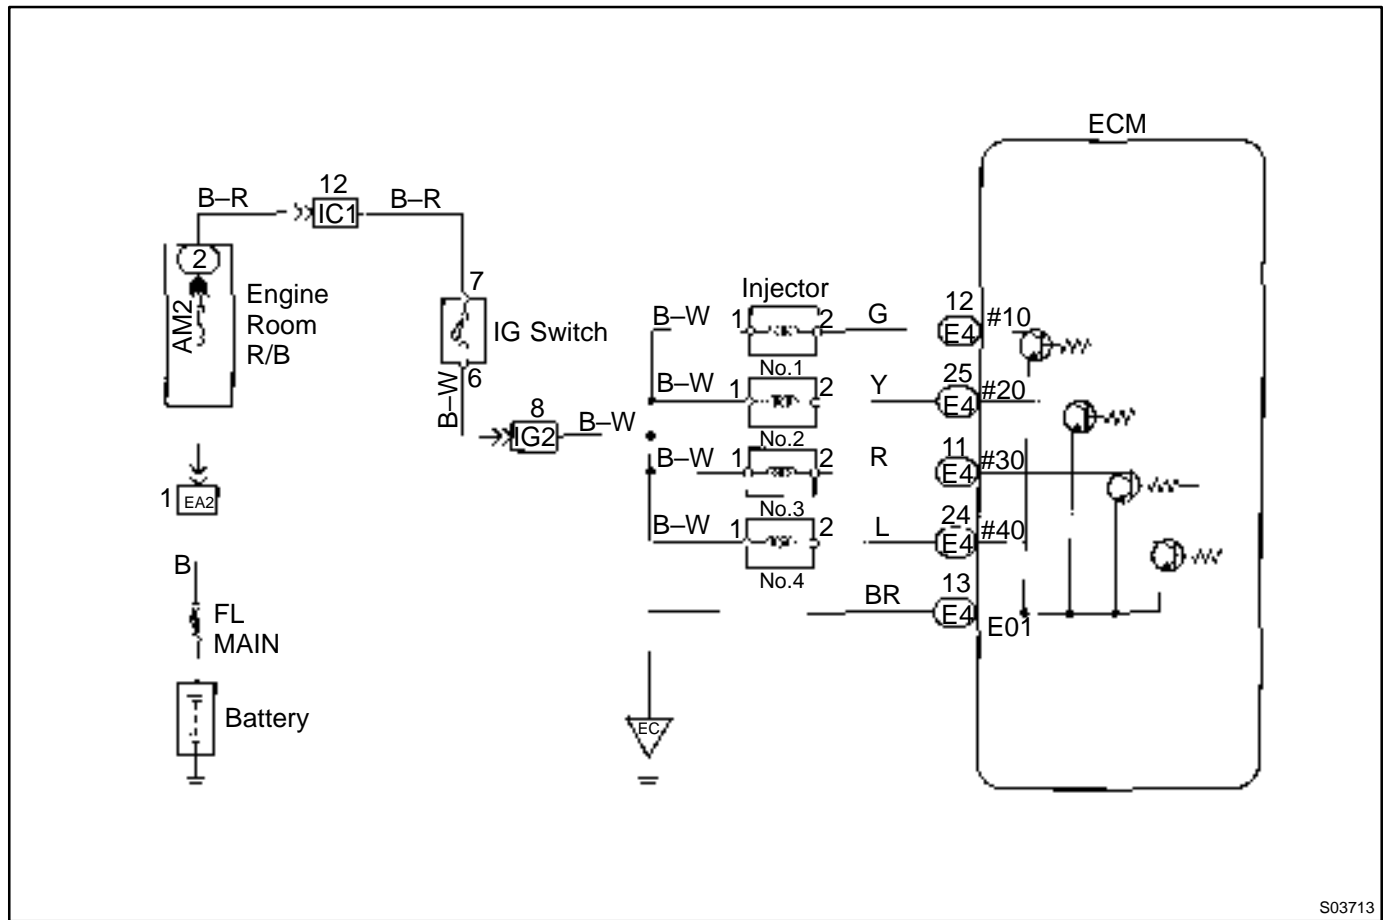 ECM
12
B–R
IC1
B–R
2
AM2
Engine
Room
R/B
7
IG Switch
6
B–W
8
IG2
B–W
Injector
B–W
1
2
G
12
E4
#10
No.1
B–W
1
2
Y
25
E4
#20
No.2
B–W
1
2
R
11
E4
#30
No.3
B–W
1
2
L
24
E4
#40
No.4
BR
13
E4
E01
1
EA2
B
FL
MAIN
Battery
EC
S03713